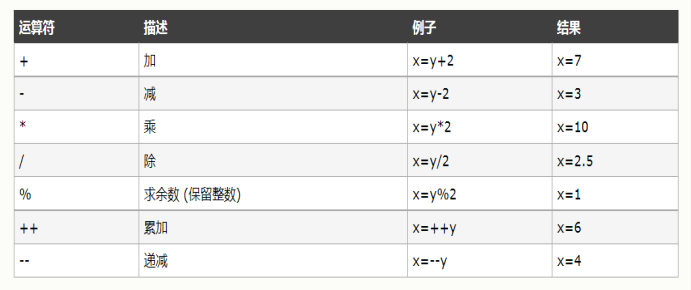 运算符 描述 例子 结果
+ 加 x=y+2 x=7
- 减 x=y-2 x=3
* 乘 x=y*2 x=10
/ 除 x=y/2 x=2.5
% 求余数 (保留整数) x=y%2 x=1
++ 累加 x=++y x=6
-- 递减 x=--y x=4